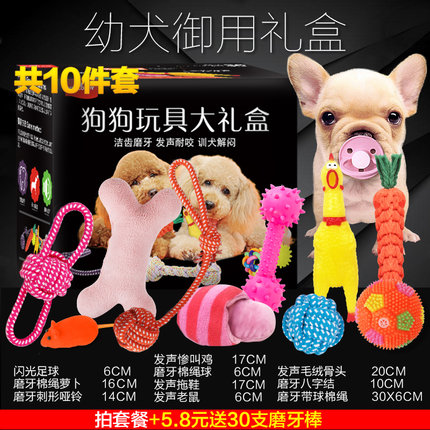 幼犬御用礼盒
共10件套
狗狗玩具大礼盒
洁齿磨牙 发声耐咬 训犬解闷
闪光足球 6CM
磨牙棉绳萝卜 16CM
磨牙刺形哑铃 14CM
发声惨叫鸡 17CM
磨牙棉绳球 6CM
发声拖鞋 17CM
发声老鼠 6CM
发声毛绒骨头 20CM
磨牙八字结 10CM
磨牙带球棉绳 30X6CM
拍套餐+5.8元送30支磨牙棒